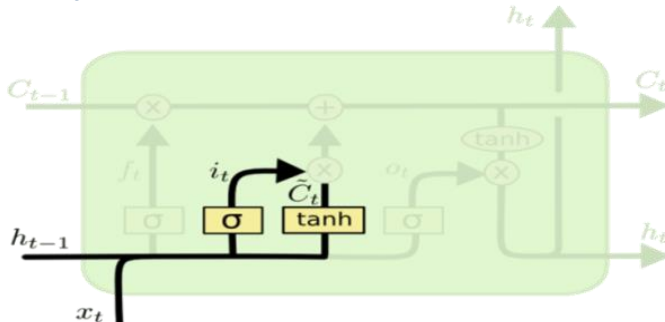 h_t
C_{t-1} C_t
tanh
f_t i_t o_t
C̃_t
σ σ tanh σ
h_{t-1} h_t
x_t